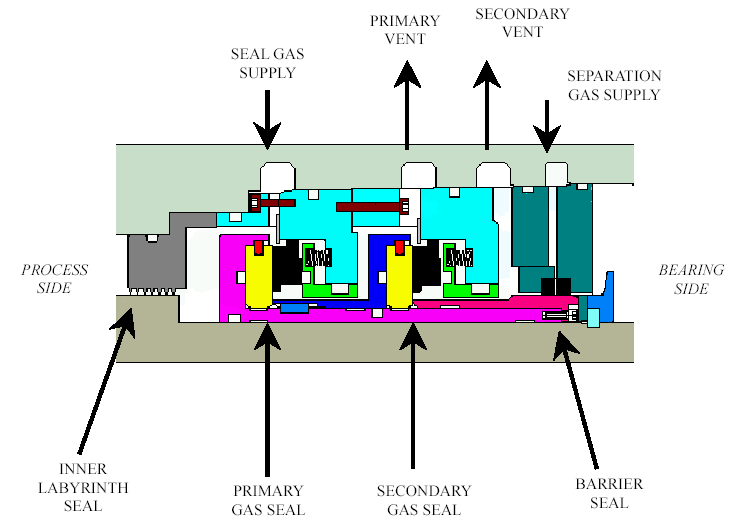 SEAL GAS
SUPPLY
PRIMARY
VENT
SECONDARY
VENT
SEPARATION
GAS SUPPLY
PROCESS
SIDE
BEARING
SIDE
INNER
LABYRINTH
SEAL
PRIMARY
GAS SEAL
SECONDARY
GAS SEAL
BARRIER
SEAL